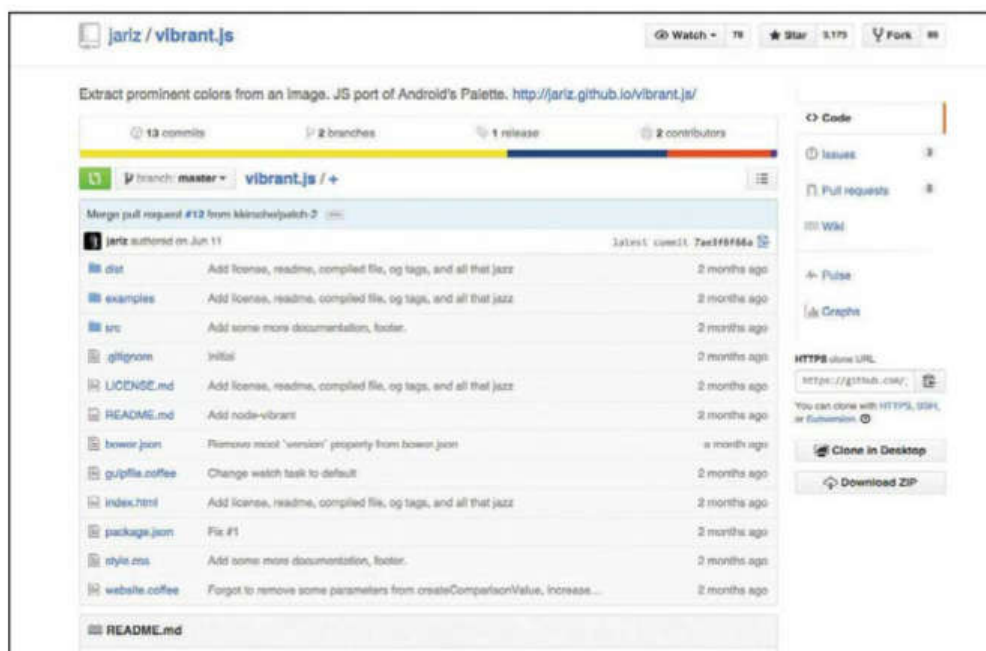 jariz / vibrant.js
Watch 78 Star 3,173 Fork
Extract prominent colors from an image. JS port of Android's Palette. http://jariz.github.io/vibrant.js/
13 commits 2 branches 1 release 2 contributors
branch: master vibrant.js / +
Merge pull request #12 from
jariz authored on Jun 11 latest commit
dist Add license, readme, compiled file, og tags, and all that jazz 2 months ago
examples Add license, readme, compiled file, og tags, and all that jazz 2 months ago
src Add some more documentation, footer. 2 months ago
Initial 2 months ago
LICENSE.md Add license, readme, compiled file, og tags, and all that jazz 2 months ago
README.md Add node-vibrant 2 months ago
bower.json Remove moot "version" property from bower.json a month ago
gulpfile.coffee Change watch task to default 2 months ago
index.html Add license, readme, compiled file, og tags, and all that jazz 2 months ago
package.json Fix #1 2 months ago
style.css Add some more documentation, footer. 2 months ago
website.coffee Forgot to remove some parameters from createComparisonValue, increase... 2 months ago
README.md
<> Code
Issues 3
Pull requests 0
Wiki
Pulse
Graphs
HTTPS clone URL
https://github.com/
You can clone with HTTPS, SSH,
or Subversion.
Clone in Desktop
Download ZIP